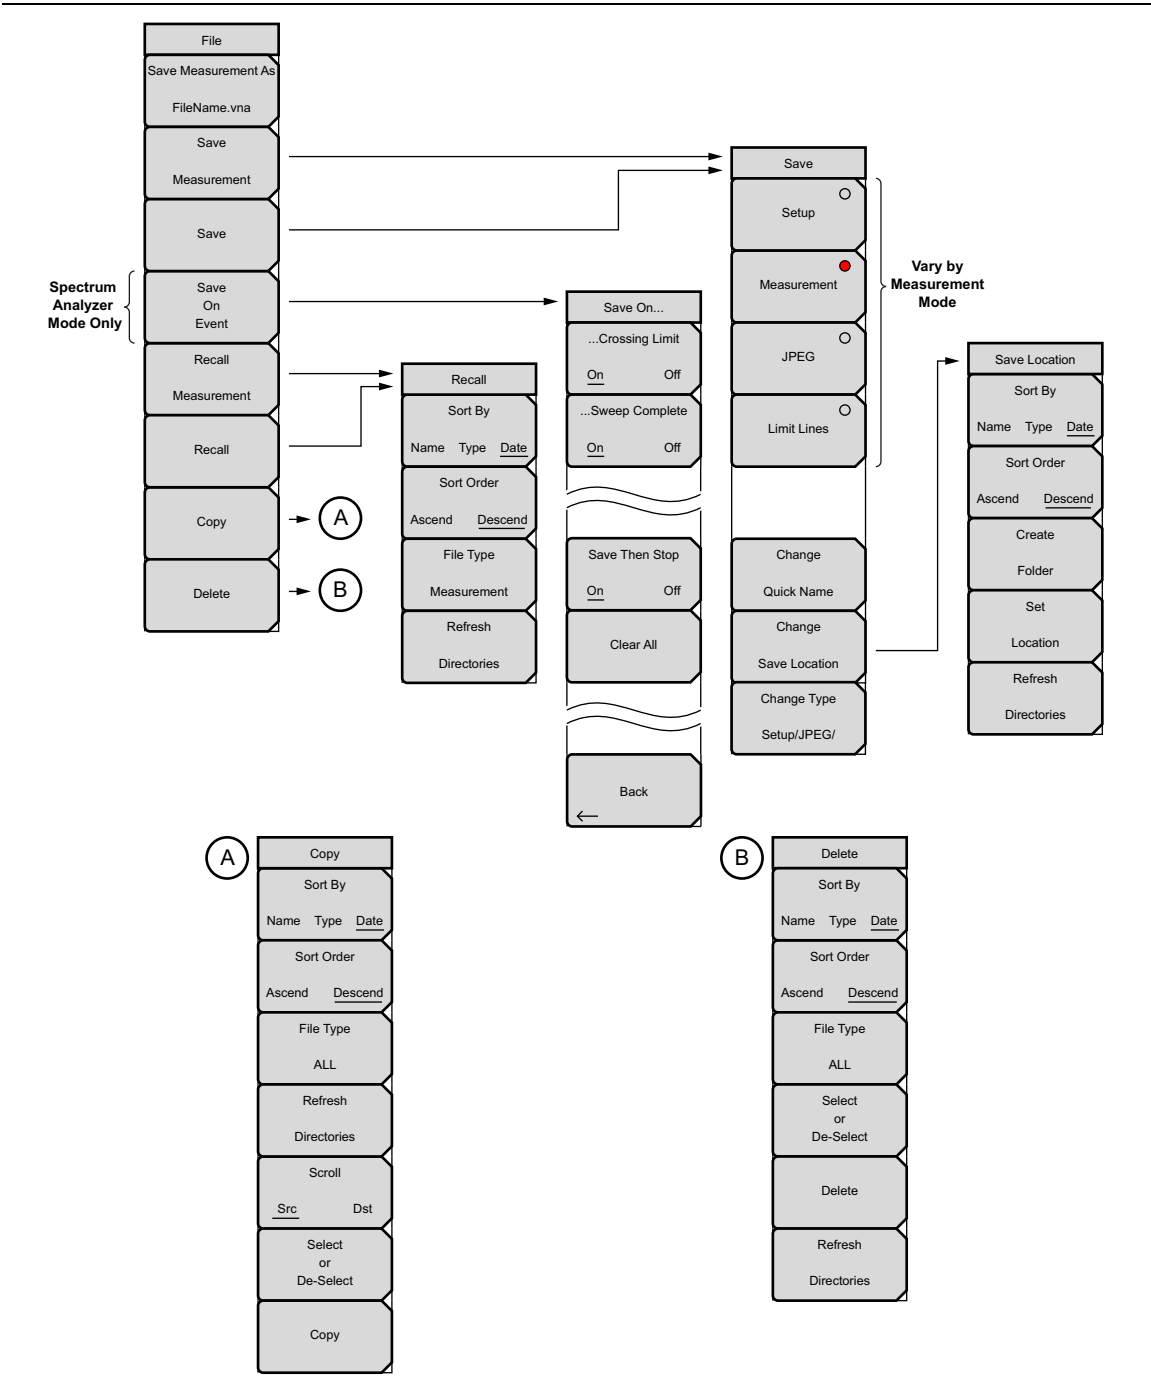 File
Save Measurement As
FileName.vna
Save
Measurement
Save
Spectrum
Analyzer
Mode Only
Save
On
Event
Recall
Measurement
Recall
Copy
A
Delete
B
Recall
Sort By
Name Type Date
Sort Order
Ascend Descend
File Type
Measurement
Refresh
Directories
Save On...
...Crossing Limit
On Off
...Sweep Complete
On Off
Save Then Stop
On Off
Clear All
Back
Save
Setup
Measurement
JPEG
Limit Lines
Vary by
Measurement
Mode
Change
Quick Name
Change
Save Location
Change Type
Setup/JPEG/
Save Location
Sort By
Name Type Date
Sort Order
Ascend Descend
Create
Folder
Set
Location
Refresh
Directories
A
Copy
Sort By
Name Type Date
Sort Order
Ascend Descend
File Type
ALL
Refresh
Directories
Scroll
Src Dst
Select
or
De-Select
Copy
B
Delete
Sort By
Name Type Date
Sort Order
Ascend Descend
File Type
ALL
Select
or
De-Select
Delete
Refresh
Directories